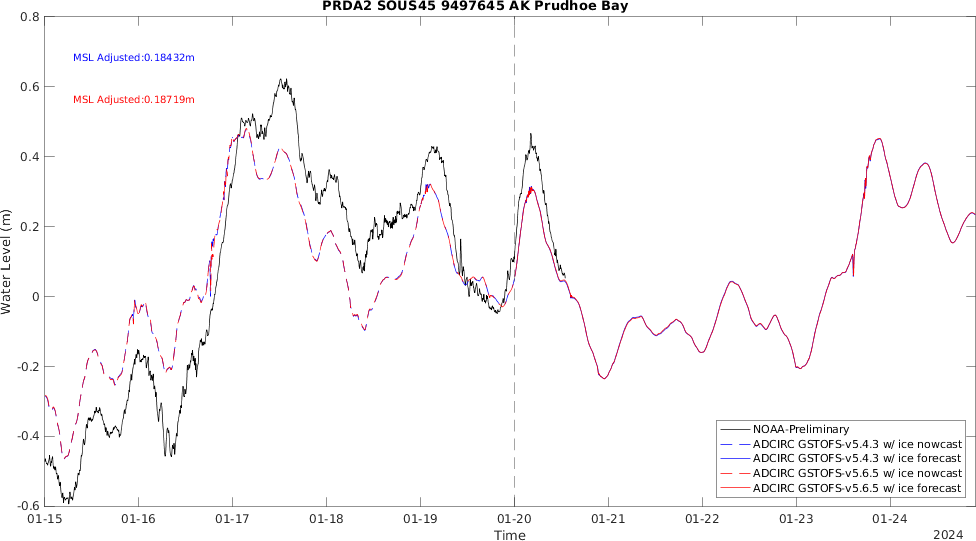 PRDA2 SOUS45 9497645 AK Prudhoe Bay
0.8
MSL Adjusted:0.18432m
0.6
MSL Adjusted:0.18719m
0.4
0.2
Water Level (m)
0
-0.2
-0.4
NOAA-Preliminary
ADCIRC GSTOFS-v5.4.3 w/ ice nowcast
ADCIRC GSTOFS-v5.4.3 w/ ice forecast
ADCIRC GSTOFS-v5.6.5 w/ ice nowcast
ADCIRC GSTOFS-v5.6.5 w/ ice forecast
-0.6
01-15 01-16 01-17 01-18 01-19 01-20 01-21 01-22 01-23 01-24
Time
2024